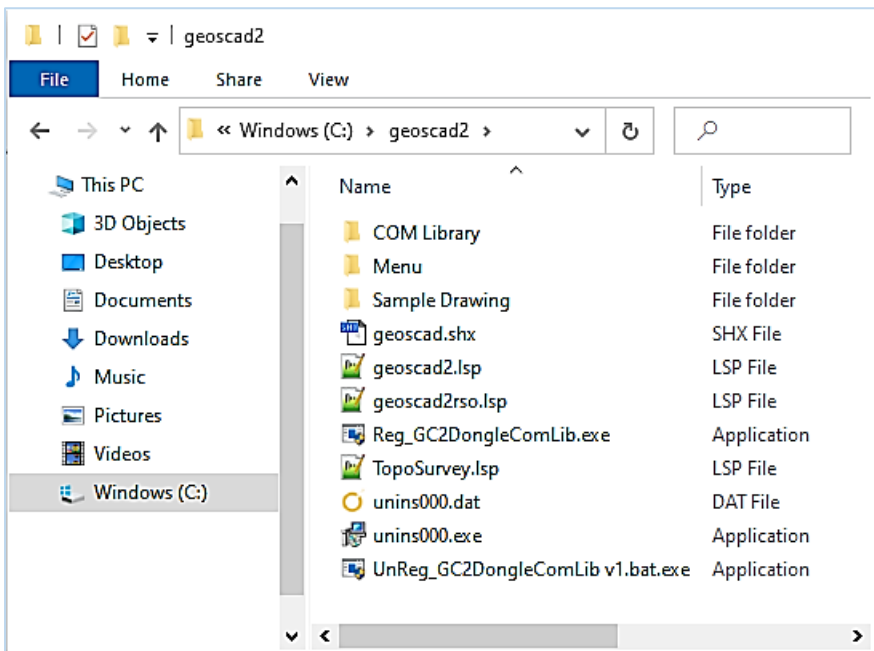 geoscad2
File Home Share View
« Windows (C:) > geoscad2 >
This PC
3D Objects
Desktop
Documents
Downloads
Music
Pictures
Videos
Windows (C:)
Name Type
COM Library File folder
Menu File folder
Sample Drawing File folder
geoscad.shx SHX File
geoscad2.lsp LSP File
geoscad2rso.lsp LSP File
Reg_GC2DongleComLib.exe Application
TopoSurvey.lsp LSP File
unins000.dat DAT File
unins000.exe Application
UnReg_GC2DongleComLib v1.bat.exe Application